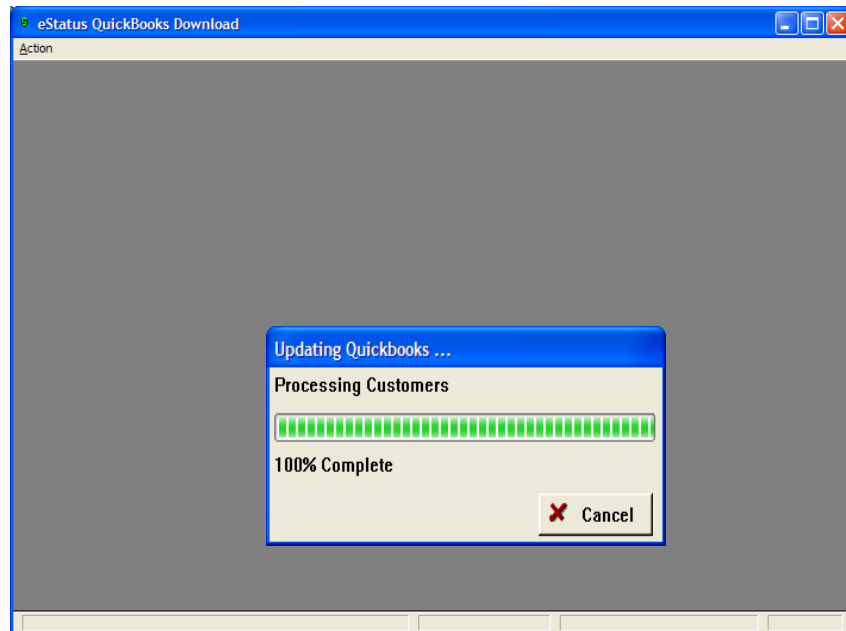 eStatus QuickBooks Download
Action
Updating Quickbooks ...
Processing Customers
100% Complete
Cancel